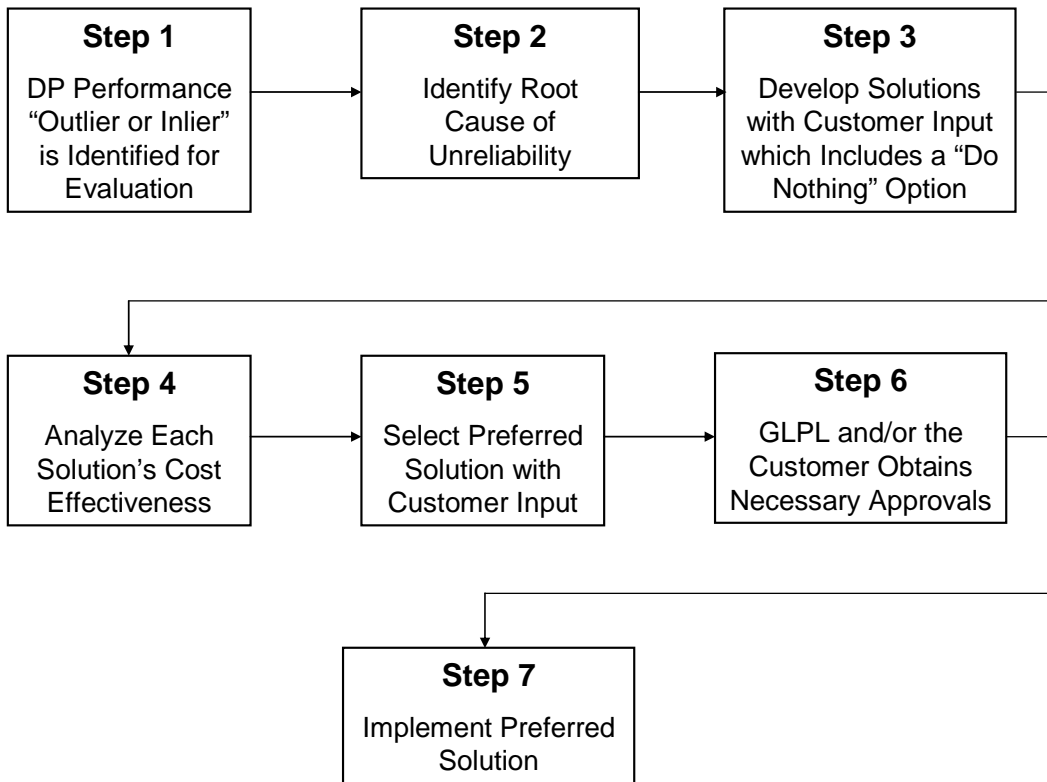 Step 1
DP Performance
“Outlier or Inlier”
is Identified for
Evaluation
Step 2
Identify Root
Cause of
Unreliability
Step 3
Develop Solutions
with Customer Input
which Includes a “Do
Nothing” Option
Step 4
Analyze Each
Solution’s Cost
Effectiveness
Step 5
Select Preferred
Solution with
Customer Input
Step 6
GLPL and/or the
Customer Obtains
Necessary Approvals
Step 7
Implement Preferred
Solution